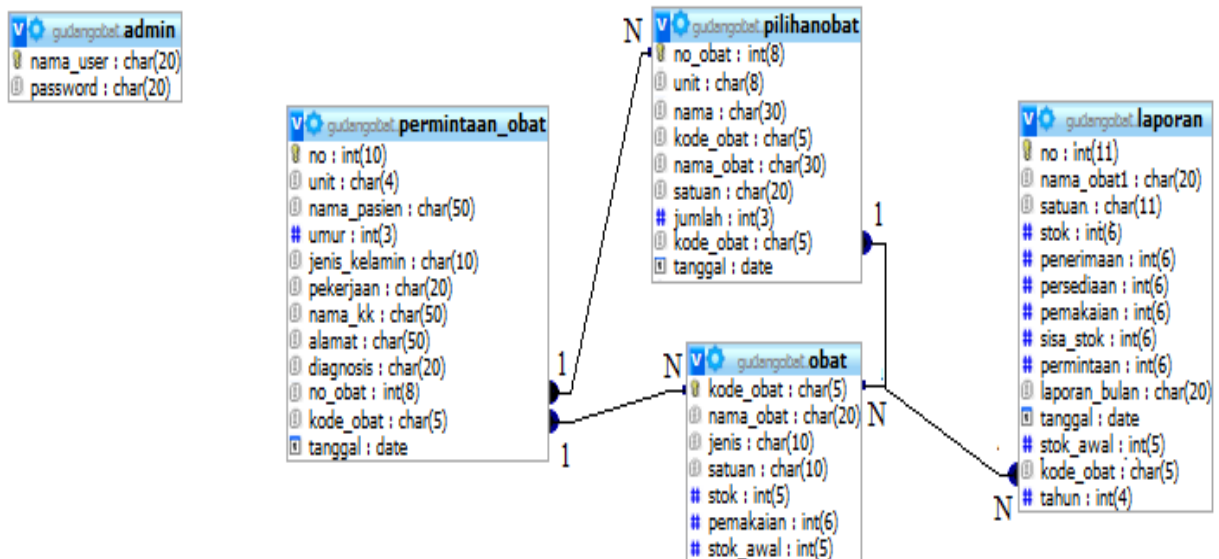 gudangobat.admin
nama_user : char(20)
password : char(20)
gudangobat.permintaan_obat
no : int(10)
unit : char(4)
nama_pasien : char(50)
# umur : int(3)
jenis_kelamin : char(10)
pekerjaan : char(20)
nama_kk : char(50)
alamat : char(50)
diagnosis : char(20)
no_obat : int(8)
kode_obat : char(5)
tanggal : date
1
1
N
gudangobat.pilihanobat
no_obat : int(8)
unit : char(8)
nama : char(30)
kode_obat : char(5)
nama_obat : char(30)
satuan : char(20)
# jumlah : int(3)
kode_obat : char(5)
tanggal : date
1
N
gudangobat.obat
kode_obat : char(5)
nama_obat : char(20)
jenis : char(10)
satuan : char(10)
# stok : int(5)
# pemakaian : int(6)
# stok_awal : int(5)
N
gudangobat.laporan
no : int(11)
nama_obat1 : char(20)
satuan : char(11)
# stok : int(6)
# penerimaan : int(6)
# persediaan : int(6)
# pemakaian : int(6)
# sisa_stok : int(6)
# permintaan : int(6)
laporan_bulan : char(20)
tanggal : date
# stok_awal : int(5)
kode_obat : char(5)
# tahun : int(4)
N